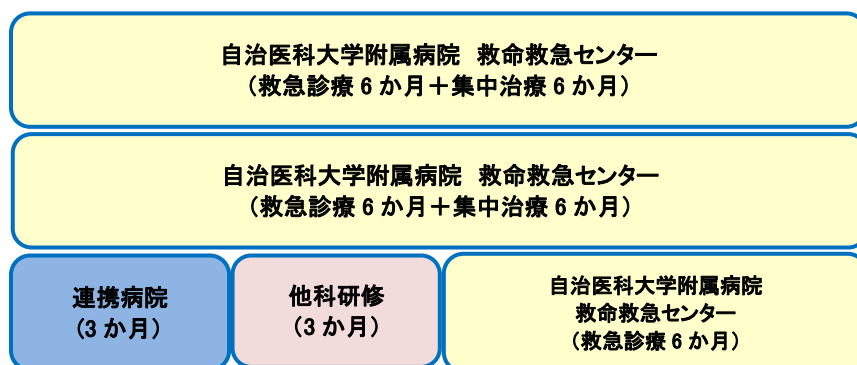 自治医科大学附属病院 救命救急センター
（救急診療 6 か月＋集中治療 6 か月）
自治医科大学附属病院 救命救急センター
（救急診療 6 か月＋集中治療 6 か月）
連携病院
（3 か月）
他科研修
（3 か月）
自治医科大学附属病院
救命救急センター
（救急診療 6 か月）